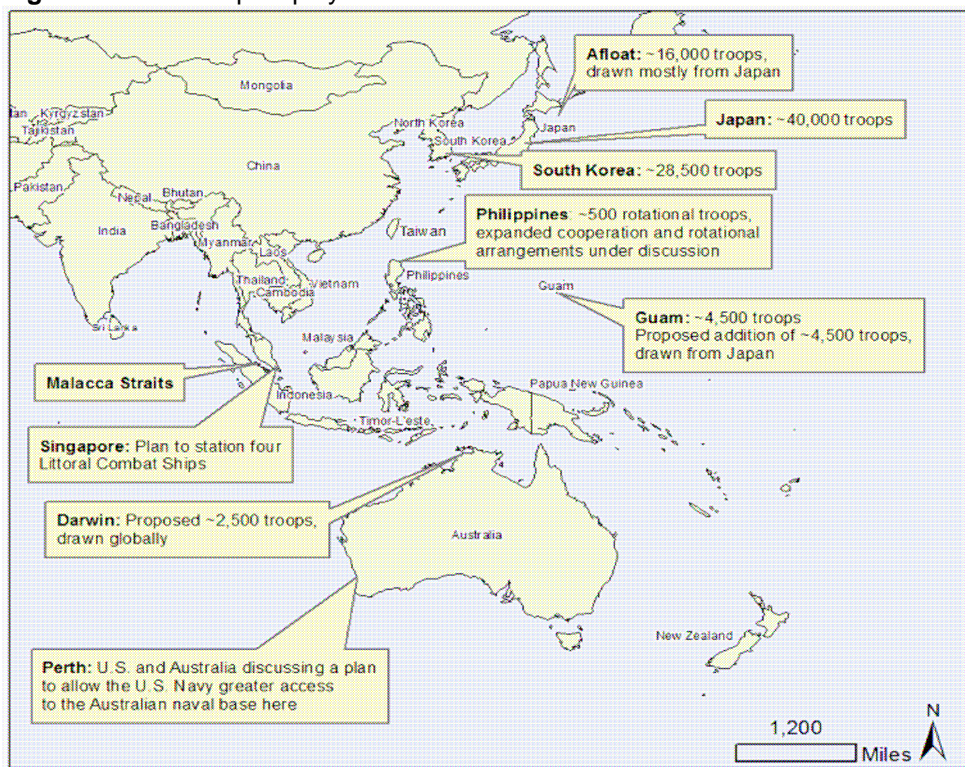 Afloat: ~16,000 troops,
drawn mostly from Japan
Mongolia
Kyrgyzstan
Tajikistan
North Korea
Japan
Japan: ~40,000 troops
South Korea
China
South Korea: ~28,500 troops
Pakistan
Nepal
Bhutan
Philippines: ~500 rotational troops,
expanded cooperation and rotational
arrangements under discussion
India
Bangladesh
Taiwan
Myanmar
Laos
Thailand
Vietnam
Cambodia
Philippines
Guam
Sri Lanka
Guam: ~4,500 troops
Proposed addition of ~4,500 troops,
drawn from Japan
Malaysia
Malacca Straits
Indonesia
Papua New Guinea
Timor-L'este
Singapore: Plan to station four
Littoral Combat Ships
Darwin: Proposed ~2,500 troops,
drawn globally
Australia
New Zealand
Perth: U.S. and Australia discussing a plan
to allow the U.S. Navy greater access
to the Australian naval base here
N
1,200
Miles